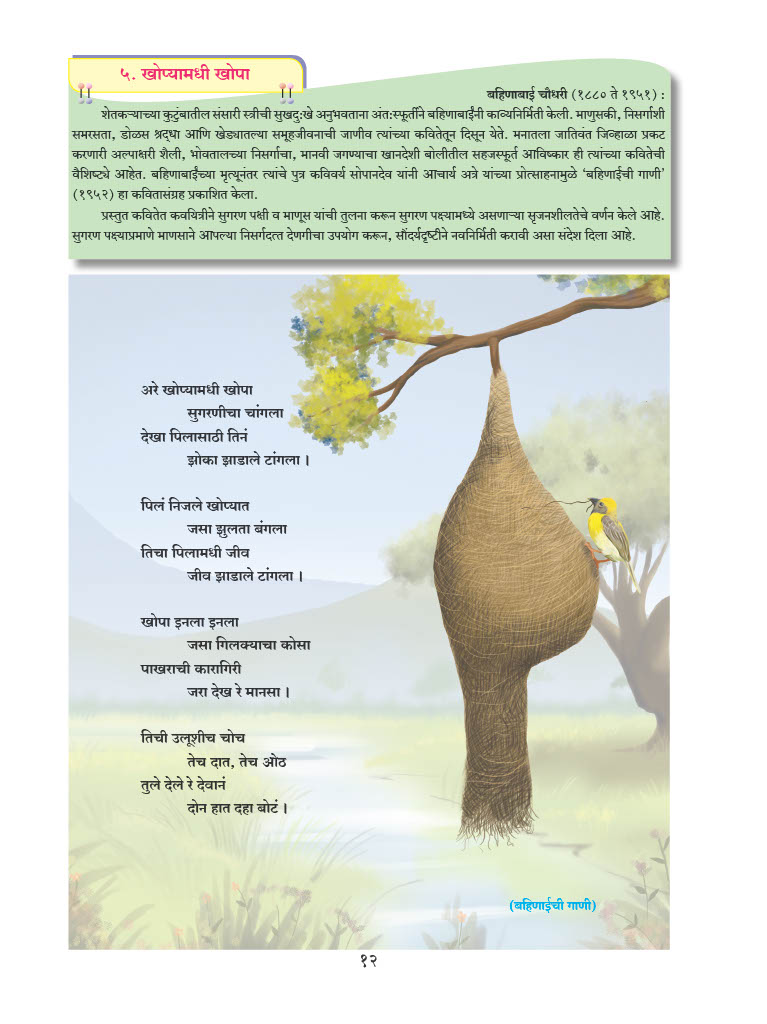 ५. खोप्यामधी खोपा
बहिणाबाई चौधरी (१८८० ते १९५१) :
शेतकऱ्याच्या कुटुंबातील संसारी स्त्रीची सुखदुःखे अनुभवताना अंतःस्फूर्तीने बहिणाबाईंनी काव्यनिर्मिती केली. माणुसकी, निसर्गाशी
समरसता, डोळस श्रद्धा आणि खेड्यातल्या समूहजीवनाची जाणीव त्यांच्या कवितेतून दिसून येते. मनातला जातिवंत जिव्हाळा प्रकट
करणारी अल्पाक्षरी शैली, भोवतालच्या निसर्गाचा, मानवी जगण्याचा खानदेशी बोलीतील सहजस्फूर्त आविष्कार ही त्यांच्या कवितेची
वैशिष्ट्ये आहेत. बहिणाबाईंच्या मृत्यूनंतर त्यांचे पुत्र कविवर्य सोपानदेव यांनी आचार्य अत्रे यांच्या प्रोत्साहनामुळे ‘बहिणाईची गाणी’
(१९५२) हा कवितासंग्रह प्रकाशित केला.
प्रस्तुत कवितेत कवयित्रीने सुगरण पक्षी व माणूस यांची तुलना करून सुगरण पक्ष्यामध्ये असणाऱ्या सृजनशीलतेचे वर्णन केले आहे.
सुगरण पक्ष्याप्रमाणे माणसाने आपल्या निसर्गदत्त देणगीचा उपयोग करून, सौंदर्यदृष्टीने नवनिर्मिती करावी असा संदेश दिला आहे.
अरे खोप्यामधी खोपा
सुगरणीचा चांगला
देखा पिलासाठी तिनं
झोका झाडाले टांगला ।
पिलं निजले खोप्यात
जसा झुलता बंगला
तिचा पिलामधी जीव
जीव झाडाले टांगला ।
खोपा इनला इनला
जसा गिलक्याचा कोसा
पाखराची कारागिरी
जरा देख रे मानसा ।
तिची उलूशीच चोच
तेच दात, तेच ओठ
तुले देले रे देवानं
दोन हात दहा बोटं ।
(बहिणाईची गाणी)
१२